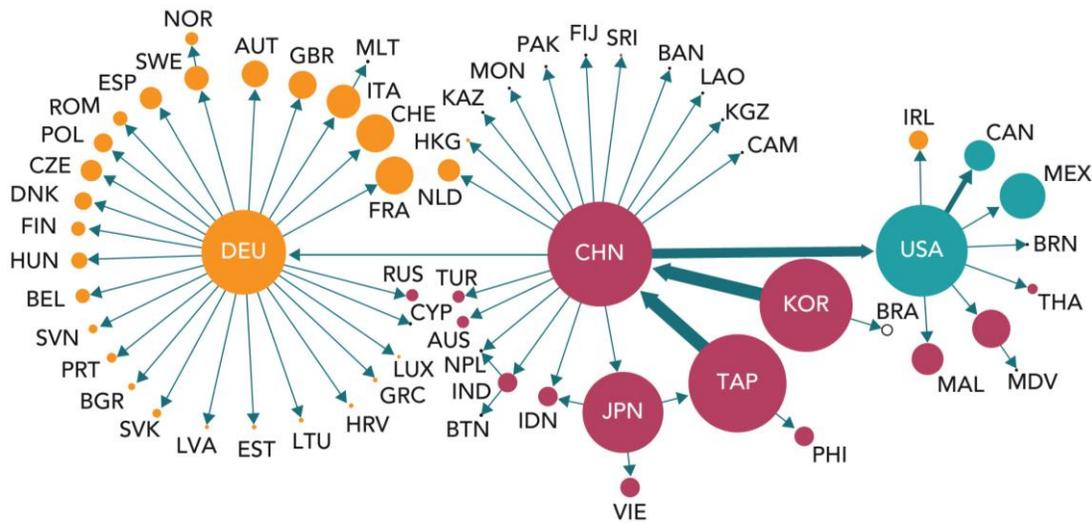 NOR
AUT
GBR
MLT
SWE
ITA
ESP
CHE
ROM
POL
CZE
DNK
FRA
FIN
HUN
DEU
BEL
SVN
PRT
BGR
SVK
LVA
EST
LTU
HRV
GRC
LUX
CYP
RUS
FIJ
SRI
PAK
BAN
MON
LAO
KAZ
KGZ
HKG
CAM
NLD
CHN
TUR
AUS
NPL
IND
BTN
IDN
JPN
VIE
TAP
PHI
KOR
BRA
IRL
CAN
MEX
USA
BRN
THA
MAL
MDV